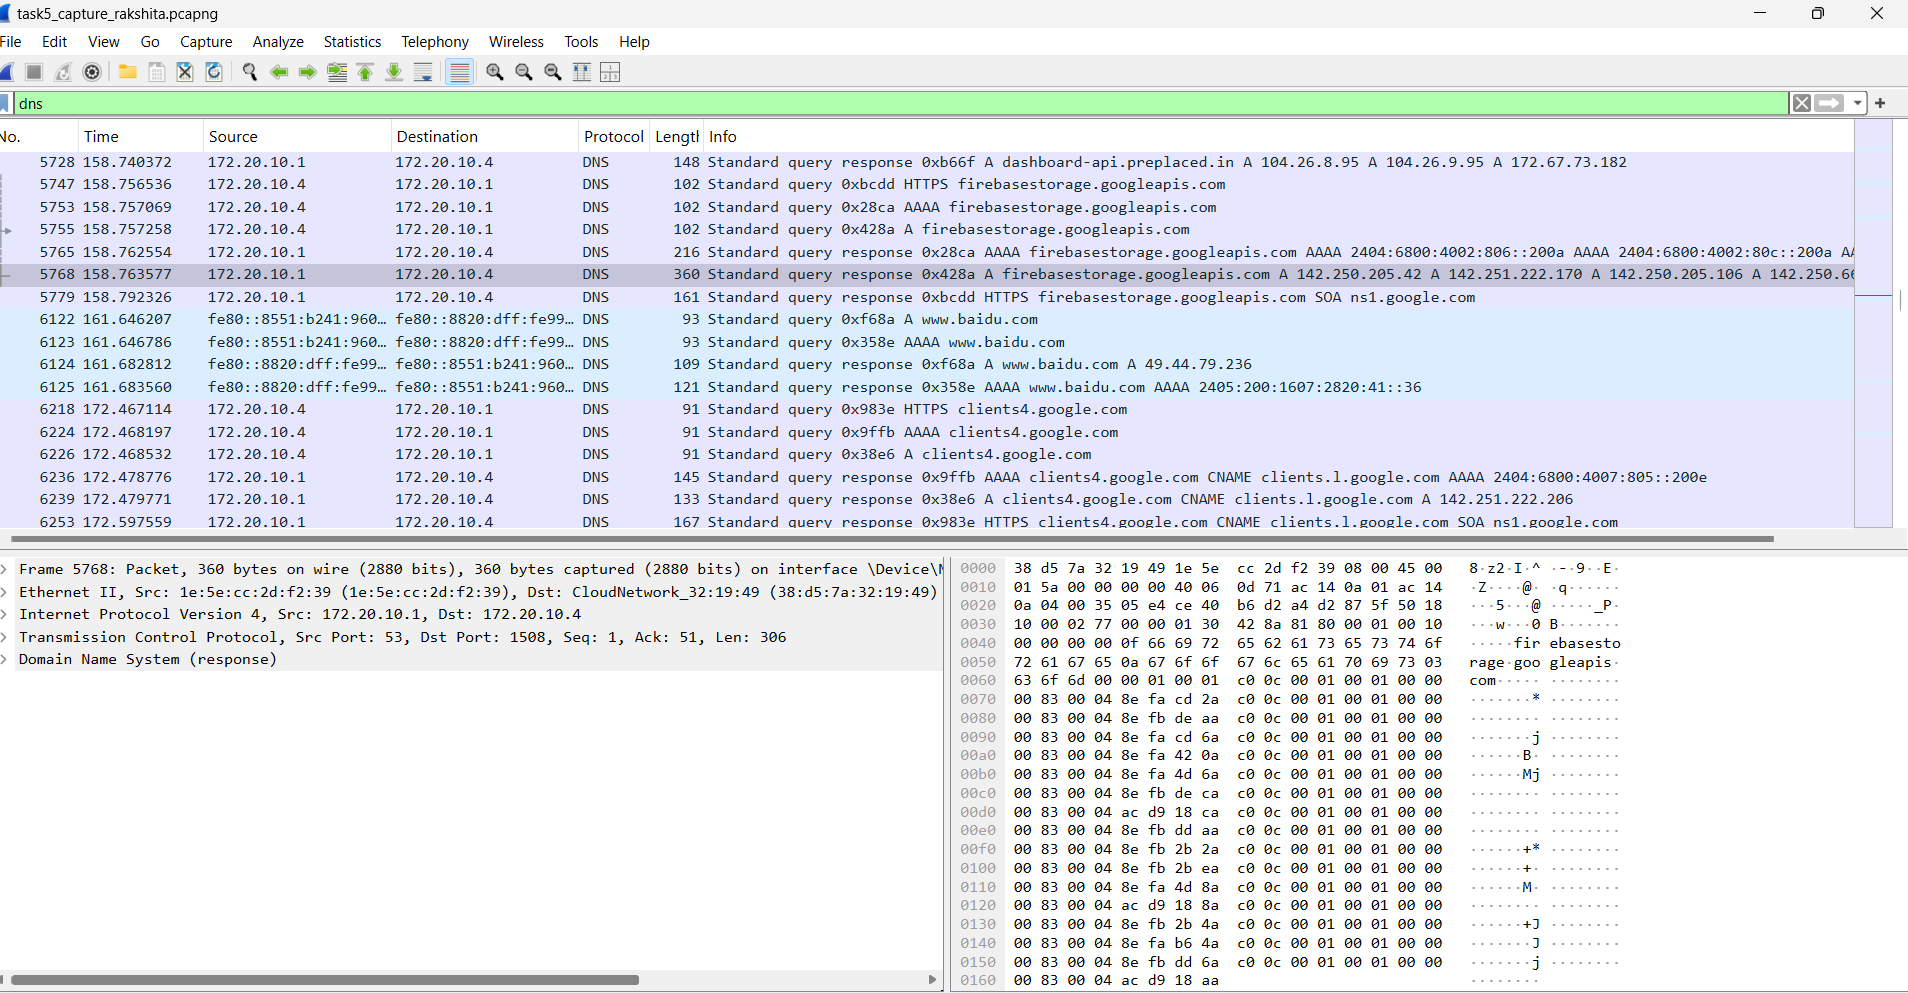 task5_capture_rakshita.pcapng
File Edit View Go Capture Analyze Statistics Telephony Wireless Tools Help
dns
No. Time Source Destination Protocol Length Info
5728 158.740372 172.20.10.1 172.20.10.4 DNS 148 Standard query response 0xb66f A dashboard-api.preplaced.in A 104.26.8.95 A 104.26.9.95 A 172.67.73.182
5747 158.756536 172.20.10.4 172.20.10.1 DNS 102 Standard query 0xbcdd HTTPS firebasestorage.googleapis.com
5753 158.757069 172.20.10.4 172.20.10.1 DNS 102 Standard query 0x28ca AAAA firebasestorage.googleapis.com
5755 158.757258 172.20.10.4 172.20.10.1 DNS 102 Standard query 0x428a A firebasestorage.googleapis.com
5765 158.762554 172.20.10.1 172.20.10.4 DNS 216 Standard query response 0x28ca AAAA firebasestorage.googleapis.com AAAA 2404:6800:4002:806::200a AAAA 2404:6800:4002:80c::200a AA
5768 158.763577 172.20.10.1 172.20.10.4 DNS 360 Standard query response 0x428a A firebasestorage.googleapis.com A 142.250.205.42 A 142.251.222.170 A 142.250.205.106 A 142.250.66
5779 158.792326 172.20.10.1 172.20.10.4 DNS 161 Standard query response 0xbcdd HTTPS firebasestorage.googleapis.com SOA ns1.google.com
6122 161.646207 fe80::8551:b241:960… fe80::8820:dff:fe99… DNS 93 Standard query 0xf68a A www.baidu.com
6123 161.646786 fe80::8551:b241:960… fe80::8820:dff:fe99… DNS 93 Standard query 0x358e AAAA www.baidu.com
6124 161.682812 fe80::8820:dff:fe99… fe80::8551:b241:960… DNS 109 Standard query response 0xf68a A www.baidu.com A 49.44.79.236
6125 161.683560 fe80::8820:dff:fe99… fe80::8551:b241:960… DNS 121 Standard query response 0x358e AAAA www.baidu.com AAAA 2405:200:1607:2820:41::36
6218 172.467114 172.20.10.4 172.20.10.1 DNS 91 Standard query 0x983e HTTPS clients4.google.com
6224 172.468197 172.20.10.4 172.20.10.1 DNS 91 Standard query 0x9ffb AAAA clients4.google.com
6226 172.468532 172.20.10.4 172.20.10.1 DNS 91 Standard query 0x38e6 A clients4.google.com
6236 172.478776 172.20.10.1 172.20.10.4 DNS 145 Standard query response 0x9ffb AAAA clients4.google.com CNAME clients.l.google.com AAAA 2404:6800:4007:805::200e
6239 172.479771 172.20.10.1 172.20.10.4 DNS 133 Standard query response 0x38e6 A clients4.google.com CNAME clients.l.google.com A 142.251.222.206
6253 172.597559 172.20.10.1 172.20.10.4 DNS 167 Standard query response 0x983e HTTPS clients4.google.com CNAME clients.l.google.com SOA ns1.google.com
Frame 5768: Packet, 360 bytes on wire (2880 bits), 360 bytes captured (2880 bits) on interface \Device\N
Ethernet II, Src: 1e:5e:cc:2d:f2:39 (1e:5e:cc:2d:f2:39), Dst: CloudNetwork_32:19:49 (38:d5:7a:32:19:49)
Internet Protocol Version 4, Src: 172.20.10.1, Dst: 172.20.10.4
Transmission Control Protocol, Src Port: 53, Dst Port: 1508, Seq: 1, Ack: 51, Len: 306
Domain Name System (response)
0000 38 d5 7a 32 19 49 1e 5e cc 2d f2 39 08 00 45 00 8·z2·I·^ ·-·9··E·
0010 01 5a 00 00 00 00 40 06 0d 71 ac 14 0a 01 ac 14 ·Z····@· ·q······
0020 0a 04 00 35 05 e4 ce 40 b6 d2 a4 d2 87 5f 50 18 ···5···@ ·····_P·
0030 10 00 02 77 00 00 01 30 42 8a 81 80 00 01 00 10 ···w···0 B·······
0040 00 00 00 00 0f 66 69 72 65 62 61 73 65 73 74 6f ·····fir ebasesto
0050 72 61 67 65 0a 67 6f 6f 67 6c 65 61 70 69 73 03 rage·goo gleapis·
0060 63 6f 6d 00 00 01 00 01 c0 0c 00 01 00 01 00 00 com····· ········
0070 00 83 00 04 8e fa cd 2a c0 0c 00 01 00 01 00 00 ·······* ········
0080 00 83 00 04 8e fb de aa c0 0c 00 01 00 01 00 00 ········ ········
0090 00 83 00 04 8e fa cd 6a c0 0c 00 01 00 01 00 00 ·······j ········
00a0 00 83 00 04 8e fa 42 0a c0 0c 00 01 00 01 00 00 ······B· ········
00b0 00 83 00 04 8e fa 4d 6a c0 0c 00 01 00 01 00 00 ······Mj ········
00c0 00 83 00 04 8e fb de ca c0 0c 00 01 00 01 00 00 ········ ········
00d0 00 83 00 04 ac d9 18 ca c0 0c 00 01 00 01 00 00 ········ ········
00e0 00 83 00 04 8e fb dd aa c0 0c 00 01 00 01 00 00 ········ ········
00f0 00 83 00 04 8e fb 2b 2a c0 0c 00 01 00 01 00 00 ······+* ········
0100 00 83 00 04 8e fb 2b ea c0 0c 00 01 00 01 00 00 ······+· ········
0110 00 83 00 04 8e fa 4d 8a c0 0c 00 01 00 01 00 00 ······M· ········
0120 00 83 00 04 ac d9 18 8a c0 0c 00 01 00 01 00 00 ········ ········
0130 00 83 00 04 8e fb 2b 4a c0 0c 00 01 00 01 00 00 ······+J ········
0140 00 83 00 04 8e fa b6 4a c0 0c 00 01 00 01 00 00 ·······J ········
0150 00 83 00 04 8e fb dd 6a c0 0c 00 01 00 01 00 00 ·······j ········
0160 00 83 00 04 ac d9 18 aa ········